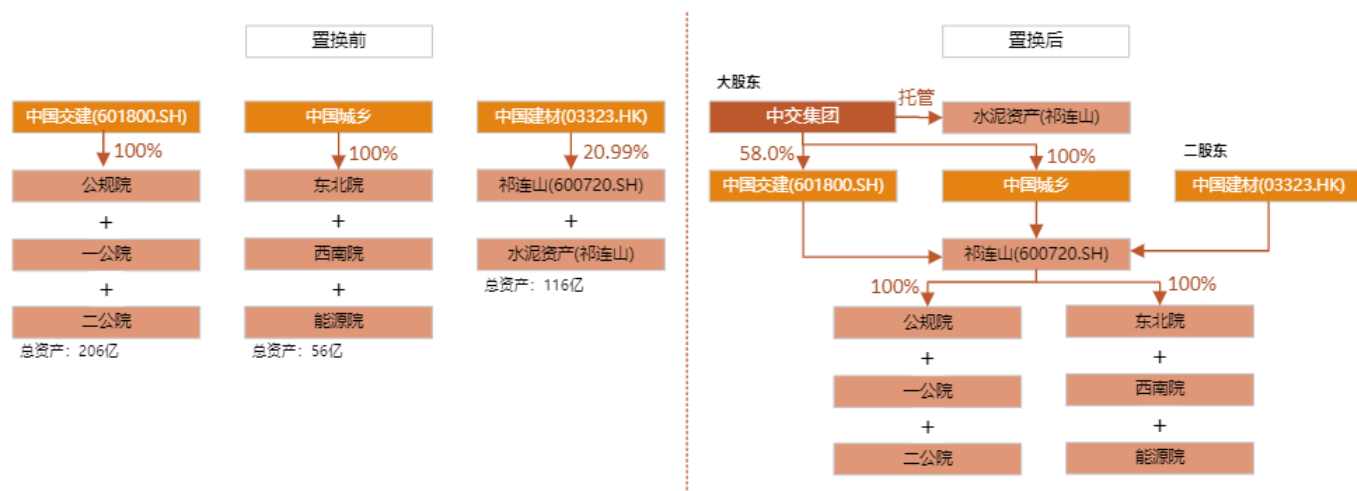 置换前
中国交建(601800.SH)
100%
公规院
+
一公院
+
二公院
总资产：206亿
中国城乡
100%
东北院
+
西南院
+
能源院
总资产：56亿
中国建材(03323.HK)
20.99%
祁连山(600720.SH)
+
水泥资产(祁连山)
总资产：116亿
置换后
大股东
中交集团
托管
水泥资产(祁连山)
58.0%
100%
二股东
中国交建(601800.SH)
中国城乡
中国建材(03323.HK)
祁连山(600720.SH)
100%
100%
公规院
+
一公院
+
二公院
东北院
+
西南院
+
能源院